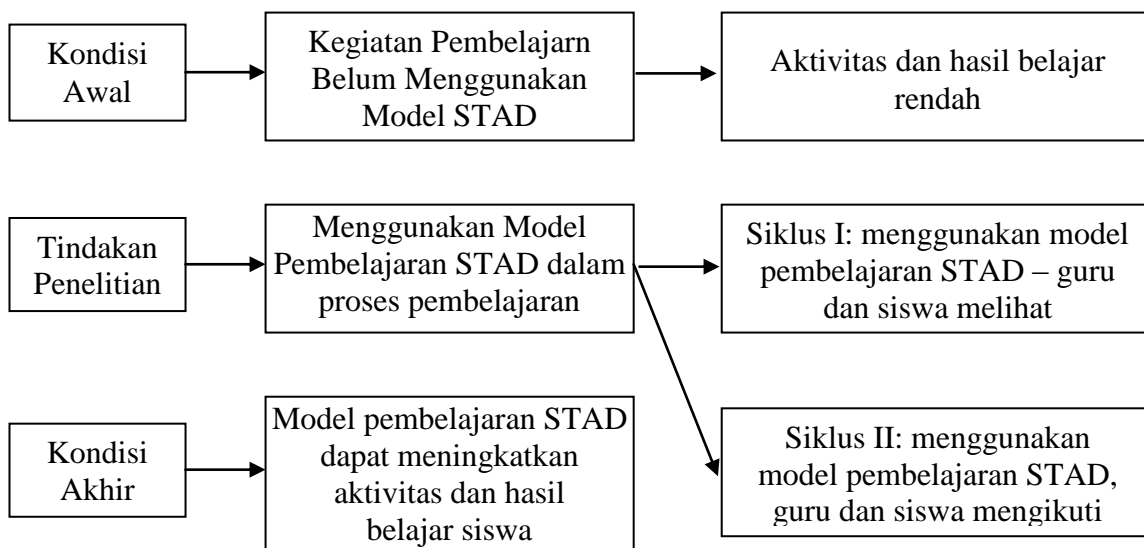 Kondisi
Awal
Kegiatan Pembelajarn
Belum Menggunakan
Model STAD
Aktivitas dan hasil belajar
rendah
Tindakan
Penelitian
Menggunakan Model
Pembelajaran STAD dalam
proses pembelajaran
Siklus I: menggunakan model
pembelajaran STAD – guru
dan siswa melihat
Kondisi
Akhir
Model pembelajaran STAD
dapat meningkatkan
aktivitas dan hasil
belajar siswa
Siklus II: menggunakan
model pembelajaran STAD,
guru dan siswa mengikuti